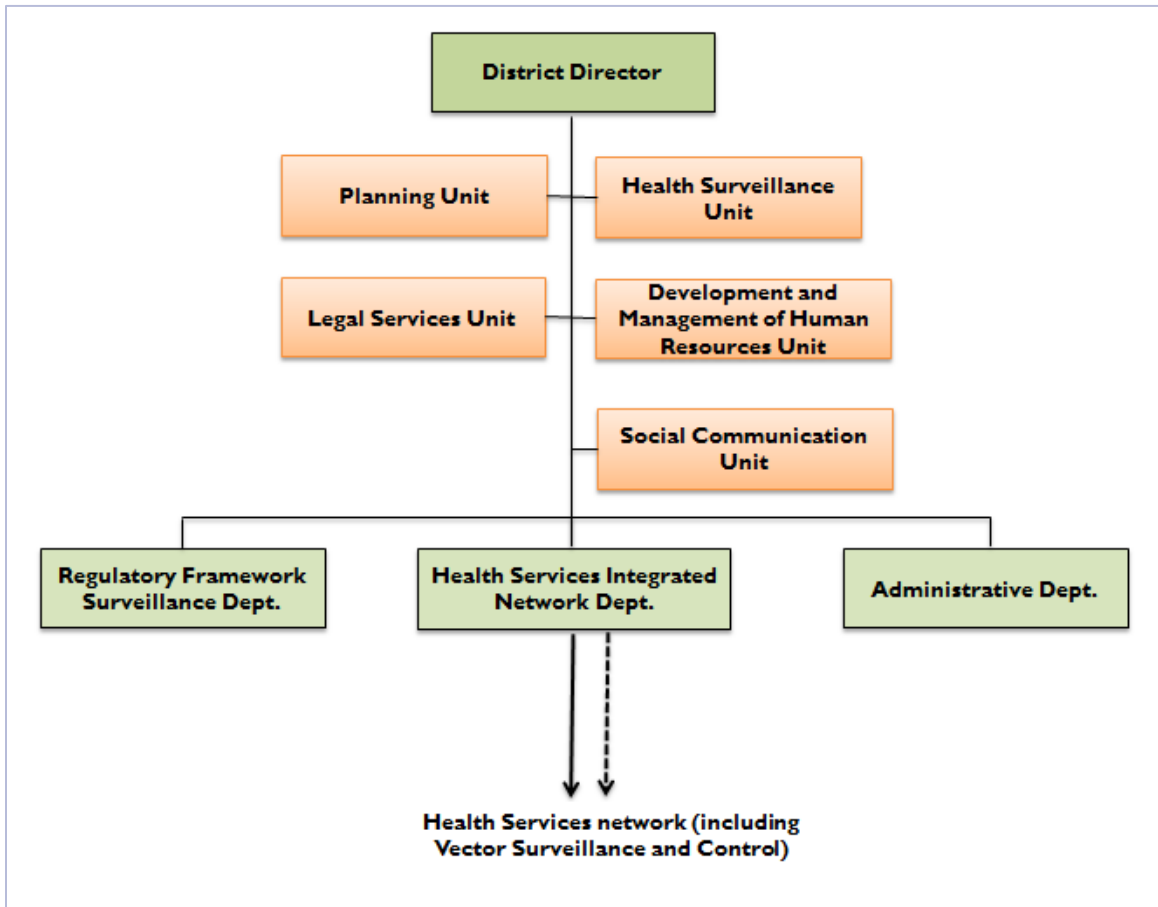 District Director
Planning Unit
Health Surveillance
Unit
Legal Services Unit
Development and
Management of Human
Resources Unit
Social Communication
Unit
Regulatory Framework
Surveillance Dept.
Health Services Integrated
Network Dept.
Administrative Dept.
Health Services network (including
Vector Surveillance and Control)